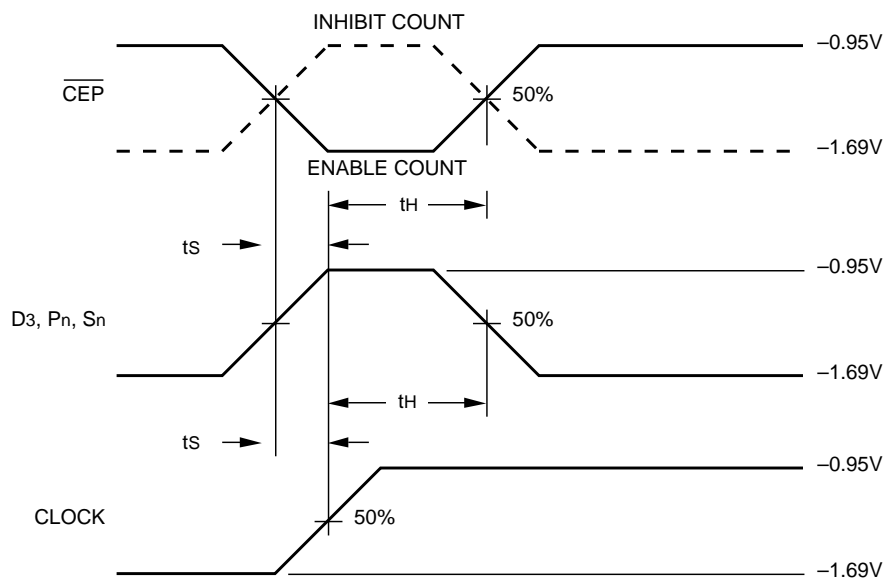 INHIBIT COUNT
–0.95V
CEP
50%
–1.69V
ENABLE COUNT
tH
tS
–0.95V
D3, Pn, Sn
50%
–1.69V
tH
tS
–0.95V
CLOCK
50%
–1.69V